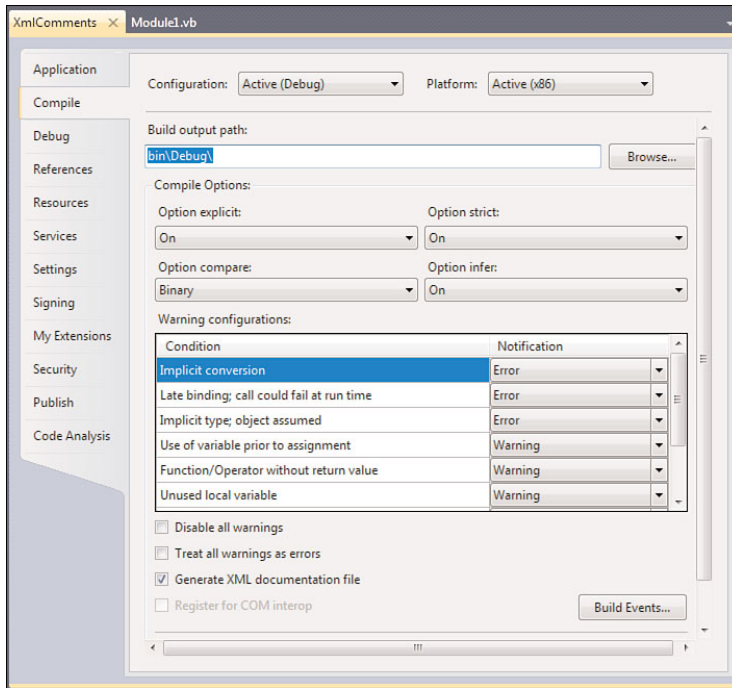 XmlComments × Module1.vb
Application
Compile
Debug
References
Resources
Services
Settings
Signing
My Extensions
Security
Publish
Code Analysis
Configuration: Active (Debug) Platform: Active (x86)
Build output path:
bin\Debug\ Browse...
Compile Options:
Option explicit: Option strict:
On On
Option compare: Option infer:
Binary On
Warning configurations:
Condition Notification
Implicit conversion Error
Late binding; call could fail at run time Error
Implicit type; object assumed Error
Use of variable prior to assignment Warning
Function/Operator without return value Warning
Unused local variable Warning
Disable all warnings
Treat all warnings as errors
Generate XML documentation file
Register for COM interop Build Events...